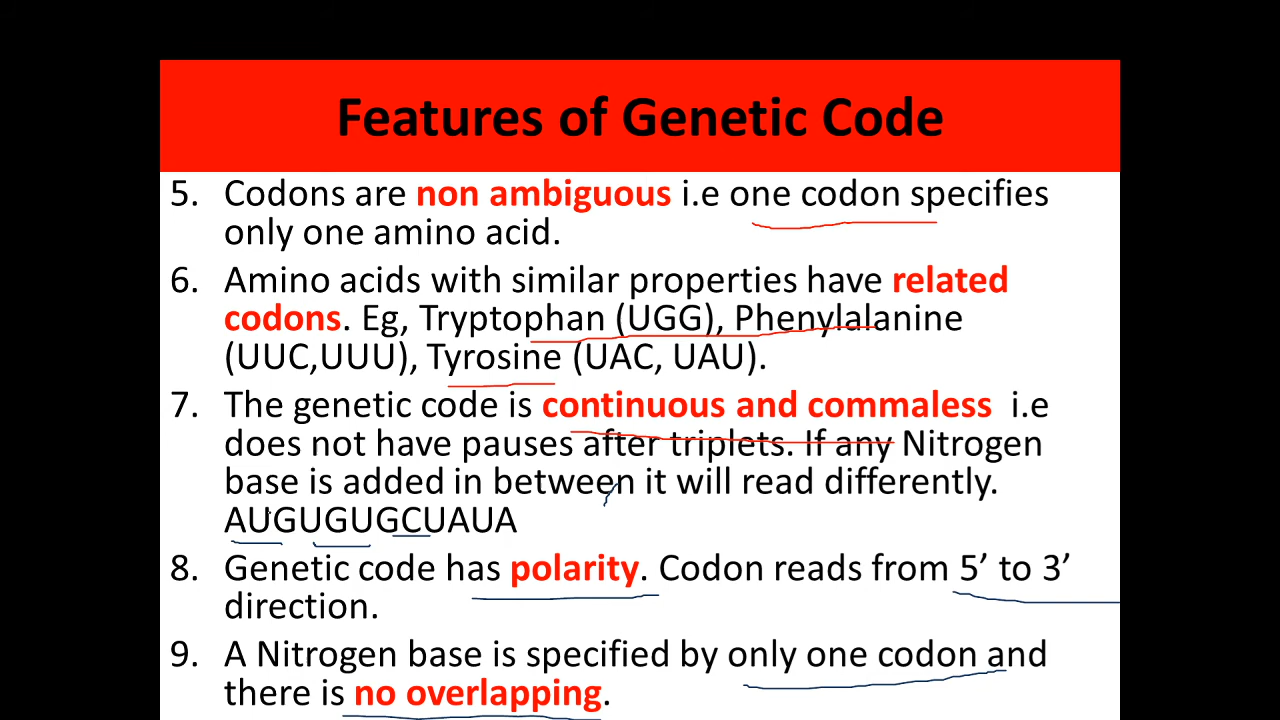 Features of Genetic Code
5. Codons are non ambiguous i.e one codon specifies
only one amino acid.
6. Amino acids with similar properties have related
codons. Eg, Tryptophan (UGG), Phenylalanine
(UUC,UUU), Tyrosine (UAC, UAU).
7. The genetic code is continuous and commaless i.e
does not have pauses after triplets. If any Nitrogen
base is added in between it will read differently.
AUGUGUGCUAUA
8. Genetic code has polarity. Codon reads from 5’ to 3’
direction.
9. A Nitrogen base is specified by only one codon and
there is no overlapping.